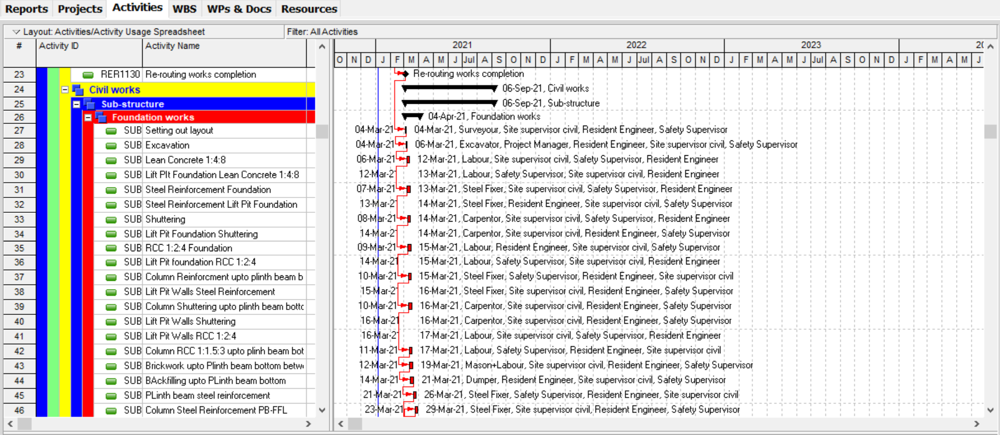 Reports Projects Activities WBS WPs & Docs Resources
Layout: Activities/Activity Usage Spreadsheet Filter: All Activities
# Activity ID Activity Name 2021 2022 2023 20
O N D J F M A M J Jul A S O N D J F M A M J Jul A S O N D J F M A M J Jul A S O N D J F M A M J
23 RER1130 Re-routing works completion Re-routing works completion
24 Civil works 06-Sep-21, Civil works
25 Sub-structure 06-Sep-21, Sub-structure
26 Foundation works 04-Apr-21, Foundation works
27 SUB Setting out layout 04-Mar-21 04-Mar-21, Surveyour, Site supervisor civil, Resident Engineer, Safety Supervisor
28 SUB Excavation 04-Mar-21 06-Mar-21, Excavator, Project Manager, Resident Engineer, Site supervisor civil, Safety Supervisor
29 SUB Lean Concrete 1:4:8 06-Mar-21 12-Mar-21, Labour, Site supervisor civil, Safety Supervisor, Resident Engineer
30 SUB Lift PIt Foundation Lean Concrete 1:4:8 12-Mar-2 13-Mar-21, Labour, Safety Supervisor, Site supervisor civil, Resident Engineer
31 SUB Steel Reinforcement Foundation 07-Mar-21 13-Mar-21, Steel Fixer, Site supervisor civil, Safety Supervisor, Resident Engineer
32 SUB Steel Reinforcement Lift Pit Foundation 13-Mar-2 14-Mar-21, Steel Fixer, Resident Engineer, Site supervisor civil, Safety Supervisor
33 SUB Shuttering 08-Mar-21 14-Mar-21, Carpentor, Site supervisor civil, Safety Supervisor, Resident Engineer
34 SUB Lift Pit Foundation Shuttering 14-Mar-2 14-Mar-21, Carpentor, Site supervisor civil, Resident Engineer, Safety Supervisor
35 SUB RCC 1:2:4 Foundation 09-Mar-21 15-Mar-21, Labour, Resident Engineer, Site supervisor civil, Safety Supervisor
36 SUB Lift Pit foundation RCC 1:2:4 14-Mar-21 15-Mar-21, Labour, Safety Supervisor, Site supervisor civil, Resident Engineer
37 SUB Column Reinforcment upto plinth beam b 10-Mar-21 15-Mar-21, Steel Fixer, Safety Supervisor, Resident Engineer, Site supervisor civil
38 SUB Lift Pit Walls Steel Reinforcement 15-Mar-2 16-Mar-21, Steel Fixer, Site supervisor civil, Resident Engineer, Safety Supervisor
39 SUB Column Shuttering upto plinth beam botto 10-Mar-21 16-Mar-21, Carpentor, Site supervisor civil, Resident Engineer, Safety Supervisor
40 SUB Lift Pit Walls Shuttering 16-Mar-21 16-Mar-21, Carpentor, Site supervisor civil, Resident Engineer, Safety Supervisor
41 SUB Lift Pit Walls RCC 1:2:4 16-Mar-2 17-Mar-21, Labour, Site supervisor civil, Safety Supervisor, Resident Engineer
42 SUB Column RCC 1:1.5:3 upto plinh beam bot 11-Mar-21 17-Mar-21, Labour, Safety Supervisor, Resident Engineer, Site supervisor civil
43 SUB Brickwork upto Plinth beam bottom betw 12-Mar-21 19-Mar-21, Mason+Labour, Site supervisor civil, Resident Engineer, Safety Supervisor
44 SUB BAckfilling upto PLinth beam bottom 14-Mar-21 21-Mar-21, Dumper, Resident Engineer, Site supervisor civil, Safety Supervisor
45 SUB PLinth beam steel reinforcement 21-Mar-21 26-Mar-21, Steel Fixer, Safety Supervisor, Resident Engineer, Site supervisor civil
46 SUB Column Steel Reinforcement PB-FFL 23-Mar-21 29-Mar-21, Steel Fixer, Site supervisor civil, Resident Engineer, Safety Supervisor